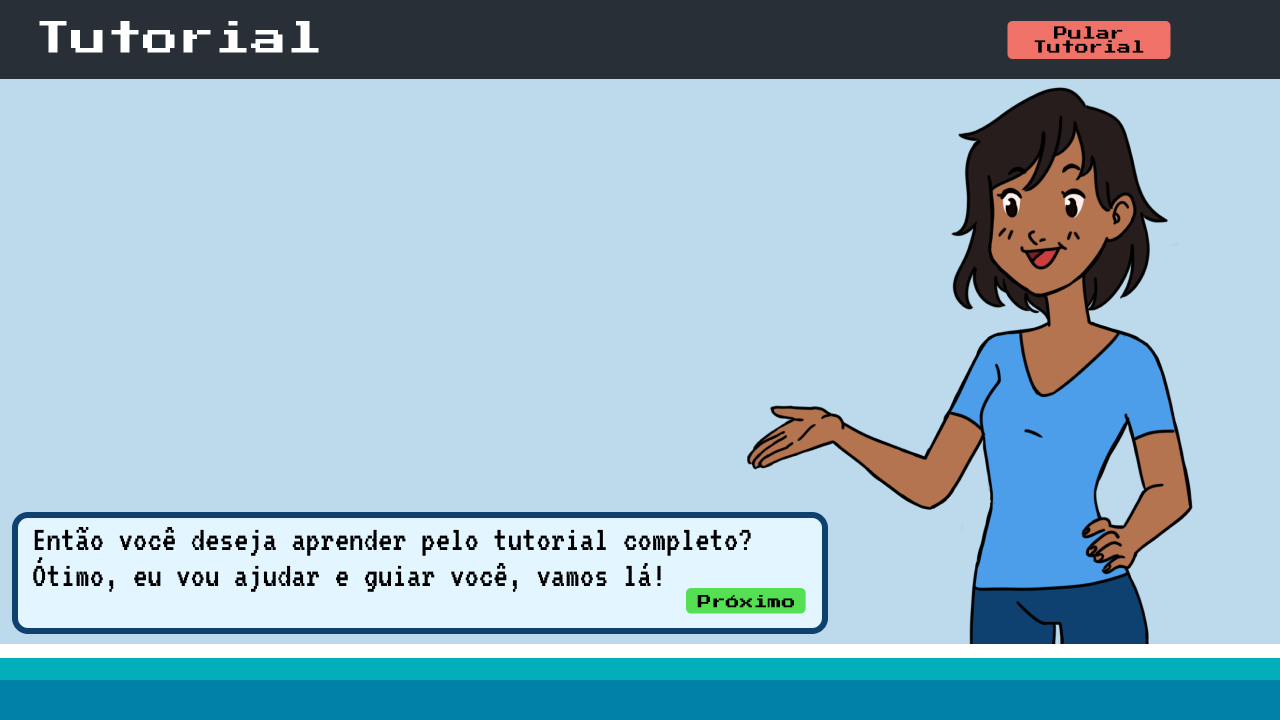 Tutorial
Pular
Tutorial
Então você deseja aprender pelo tutorial completo?
Ótimo, eu vou ajudar e guiar você, vamos lá!
Próximo